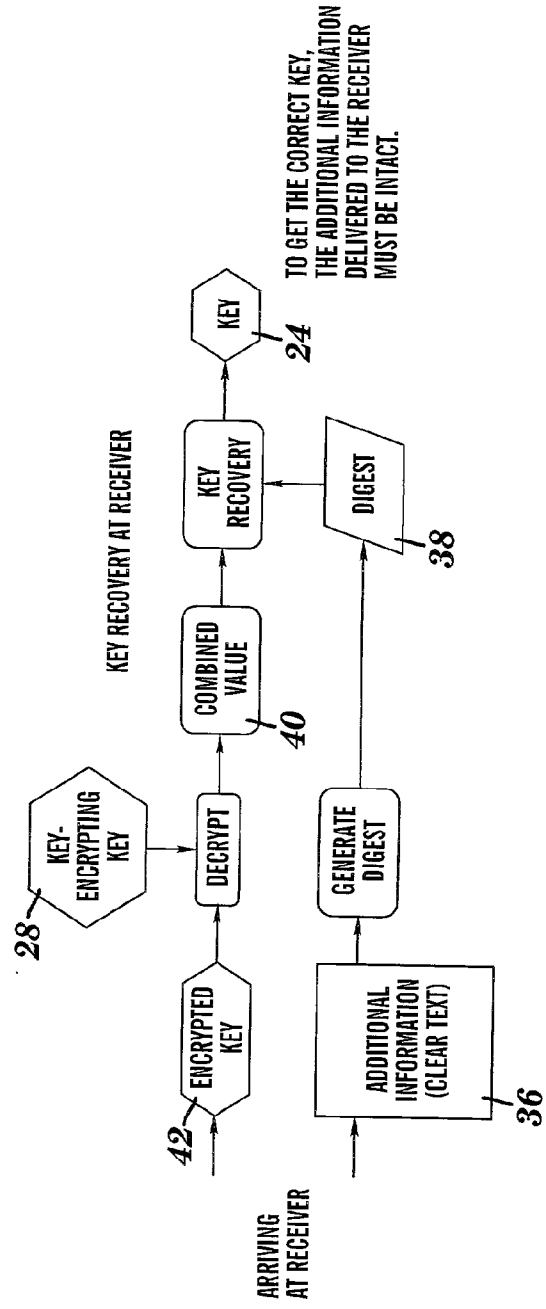 KEY RECOVERY AT RECEIVER
28
KEY-
ENCRYPTING
KEY
ARRIVING
AT RECEIVER
42
ENCRYPTED
KEY
DECRYPT
COMBINED
VALUE
40
KEY
RECOVERY
KEY
24
ADDITIONAL
INFORMATION
(CLEAR TEXT)
36
GENERATE
DIGEST
DIGEST
38
TO GET THE CORRECT KEY,
THE ADDITIONAL INFORMATION
DELIVERED TO THE RECEIVER
MUST BE INTACT.